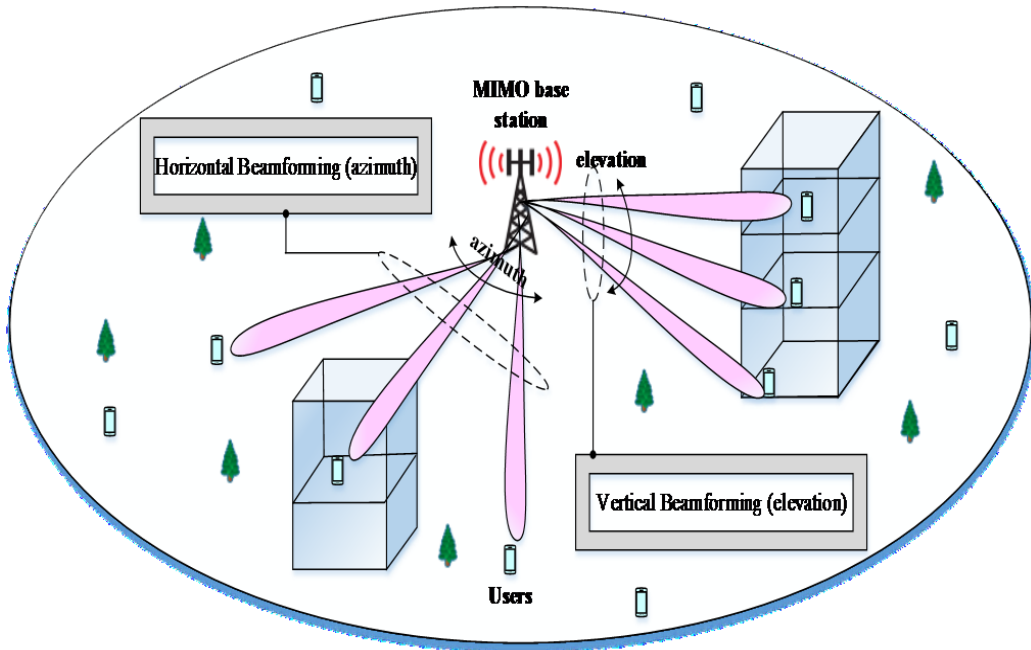 MIMO base
station
Horizontal Beamforming (azimuth)
elevation
azimuth
Vertical Beamforming (elevation)
Users